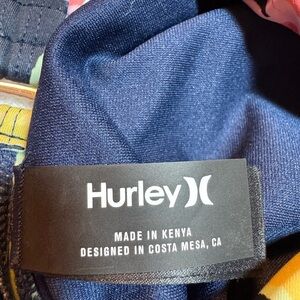 Hurley
MADE IN KENYA
DESIGNED IN COSTA MESA, CA